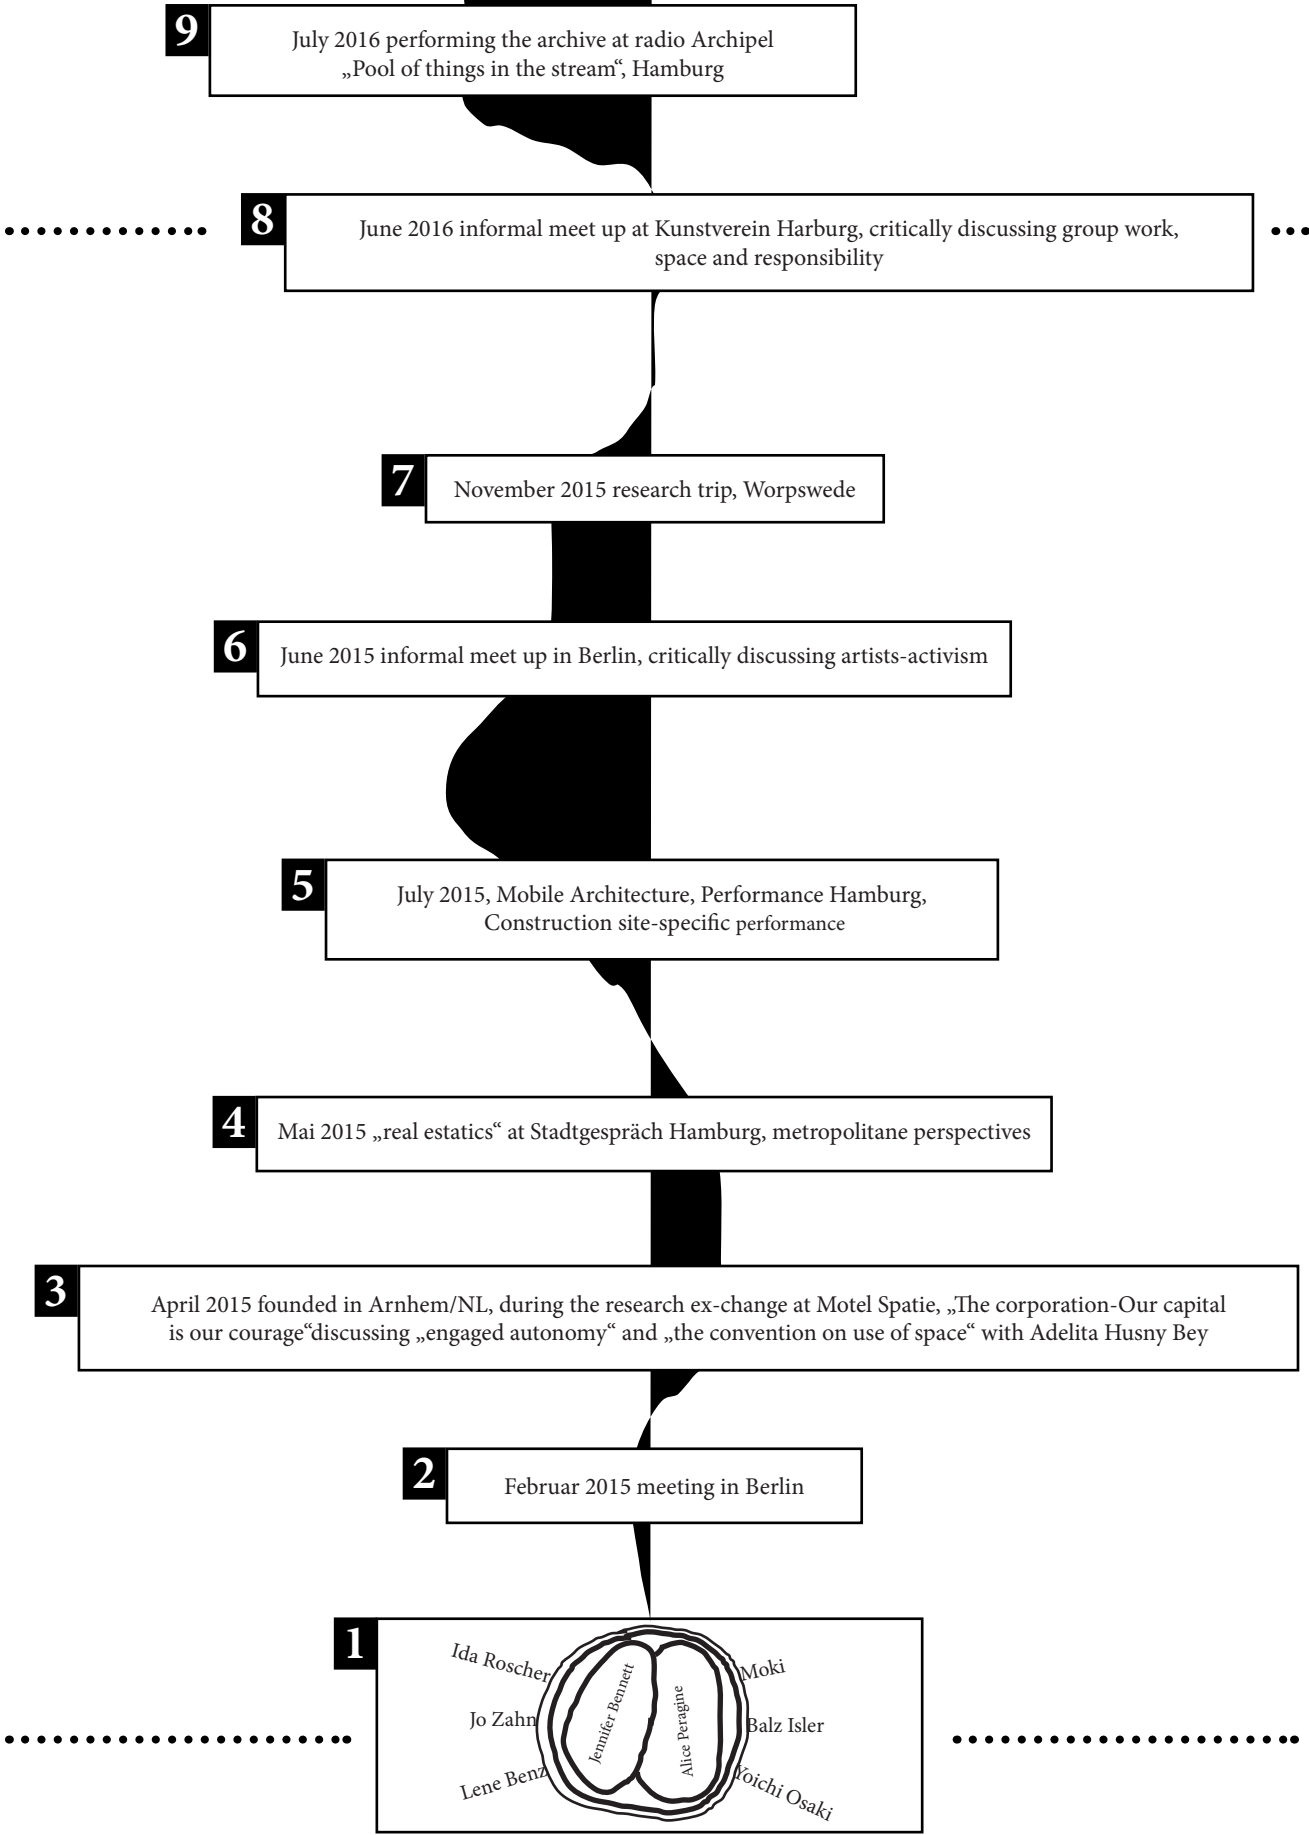 9
July 2016 performing the archive at radio Archipel
„Pool of things in the stream“, Hamburg
8
June 2016 informal meet up at Kunstverein Harburg, critically discussing group work,
space and responsibility
7
November 2015 research trip, Worpswede
6
June 2015 informal meet up in Berlin, critically discussing artists-activism
5
July 2015, Mobile Architecture, Performance Hamburg,
Construction site-specific performance
4
Mai 2015 „real estatics“ at Stadtgespräch Hamburg, metropolitane perspectives
3
April 2015 founded in Arnhem/NL, during the research ex-change at Motel Spatie, „The corporation-Our capital
is our courage“discussing „engaged autonomy“ and „the convention on use of space“ with Adelita Husny Bey
2
Februar 2015 meeting in Berlin
1
Ida Roscher
Jo Zahn
Lene Benz
Jennifer Bennett
Alice Peragine
Moki
Balz Isler
Yoichi Osaki